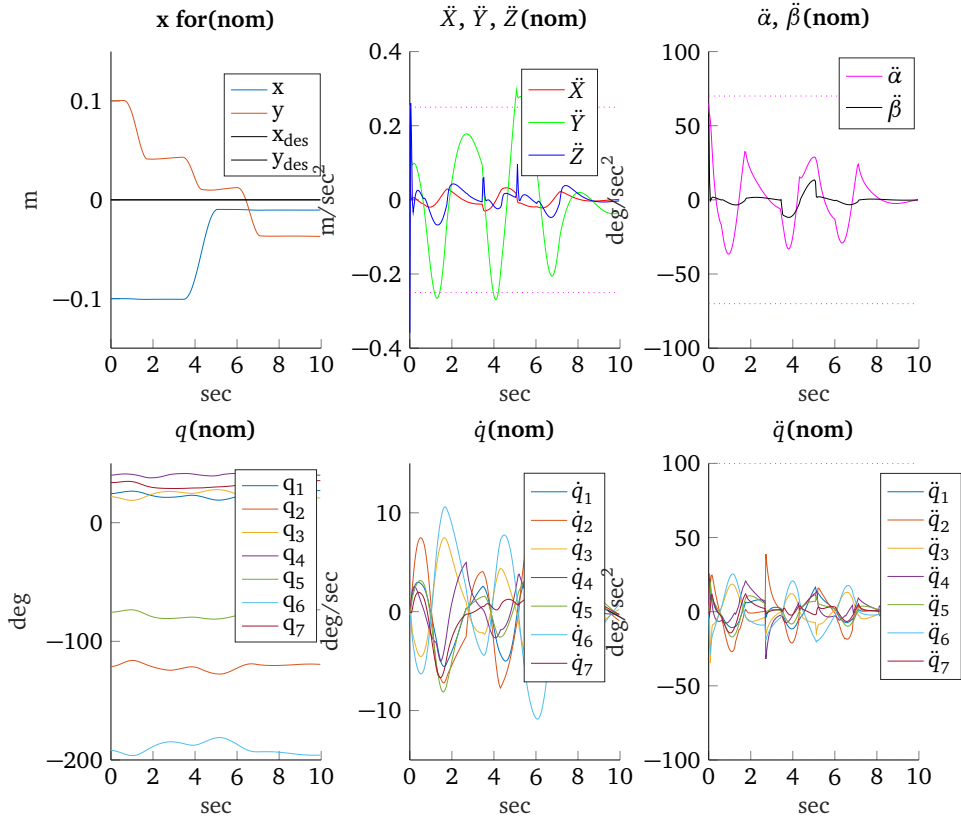 x for(nom)
0.1
0
−0.1
m
0 2 4 6 8 10
sec
x
y
x_des
y_des
Ẍ, Ÿ, Z̈(nom)
0.4
0.2
0
−0.2
−0.4
m/sec²
0 2 4 6 8 10
sec
Ẍ
Ÿ
Z̈
α̈, β̈(nom)
100
50
0
−50
−100
deg/sec²
0 2 4 6 8 10
sec
α̈
β̈
q(nom)
0
−100
−200
deg
0 2 4 6 8 10
sec
q₁
q₂
q₃
q₄
q₅
q₆
q₇
q̇(nom)
10
0
−10
deg/sec
0 2 4 6 8 10
sec
q̇₁
q̇₂
q̇₃
q̇₄
q̇₅
q̇₆
q̇₇
q̈(nom)
100
50
0
−50
−100
deg/sec²
0 2 4 6 8 10
sec
q̈₁
q̈₂
q̈₃
q̈₄
q̈₅
q̈₆
q̈₇